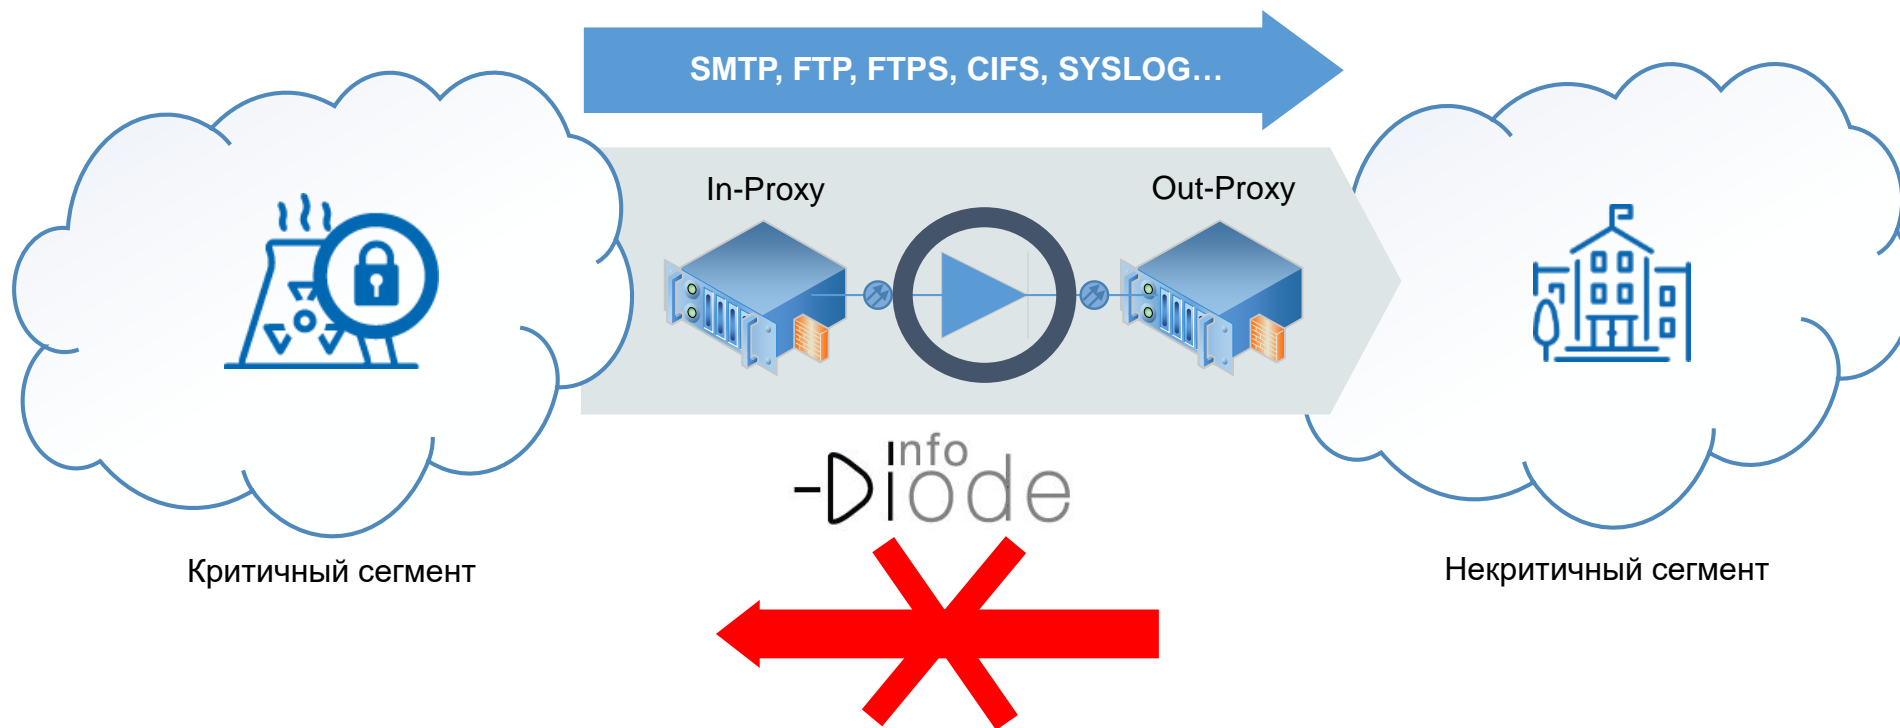 SMTP, FTP, FTPS, CIFS, SYSLOG...
In-Proxy
Out-Proxy
info
Diode
Критичный сегмент
Некритичный сегмент